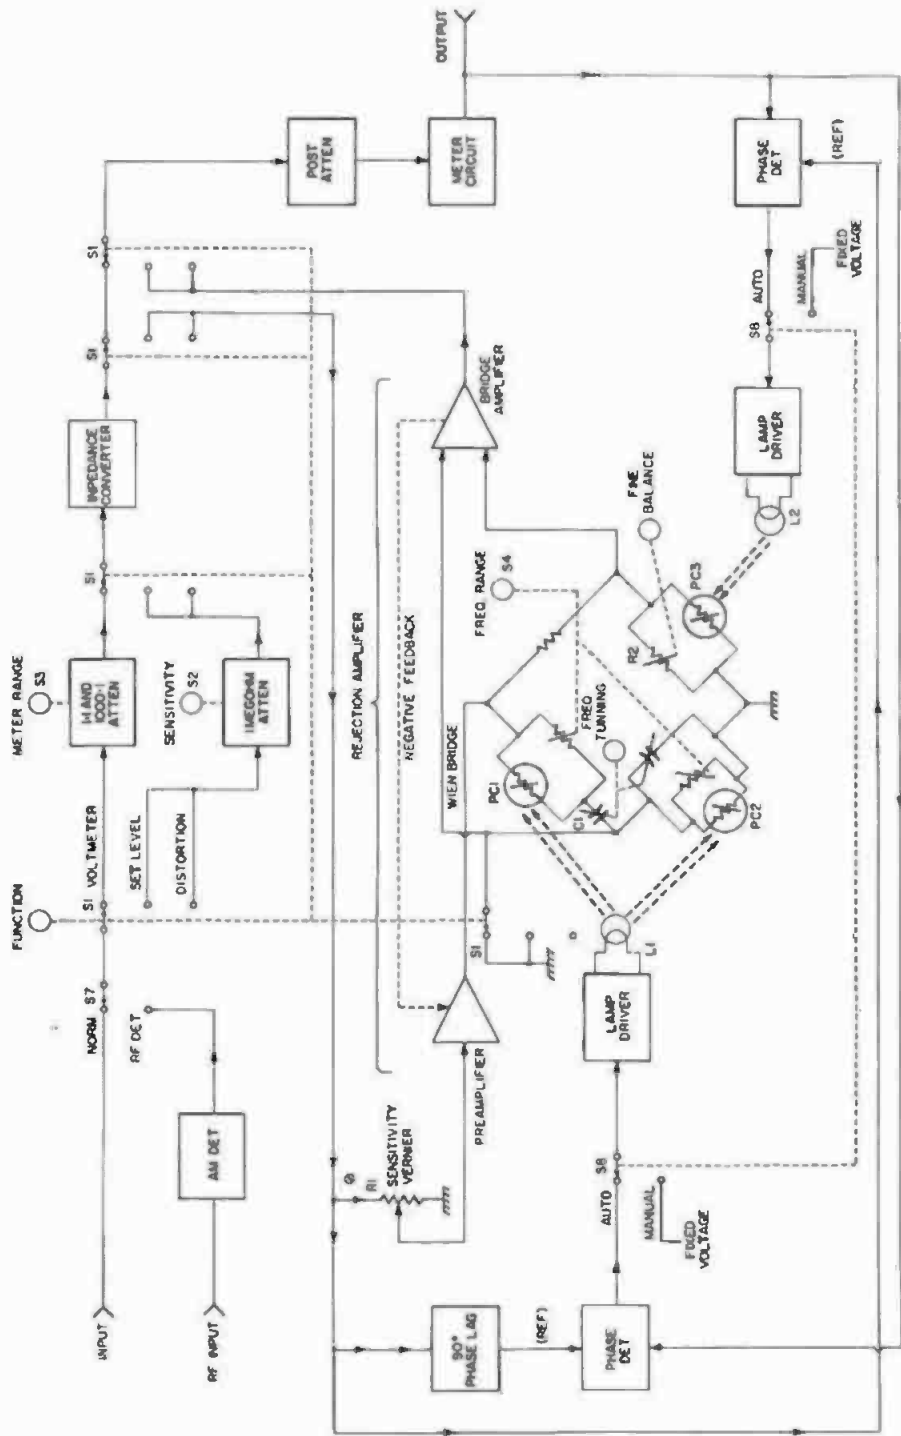 FUNCTION
METER RANGE
S3
INPUT
NORM
S7
S1
VOLTMETER
1-1 AND
1000-1
ATTEN
S1
INPEDANCE
CONVERTER
S1
S1
RF INPUT
AM DET
RF DET
SET LEVEL
DISTORTION
SENSITIVITY
S2
1MEGOHM
ATTEN
POST
ATTEN
METER
CIRCUIT
OUTPUT
REJECTION AMPLIFIER
NEGATIVE FEEDBACK
R1
SENSITIVITY
VERNIER
PREAMPLIFIER
S1
WIEN BRIDGE
BRIDGE
AMPLIFIER
FREQ RANGE
S4
FINE
BALANCE
FREQ
TUNNING
PC1
C1
PC2
R2
PC3
90°
PHASE LAG
(REF)
PHASE
DET
AUTO
S8
MANUAL
FIXED
VOLTAGE
LAMP
DRIVER
L1
L2
LAMP
DRIVER
S8
AUTO
MANUAL
FIXED
VOLTAGE
PHASE
DET
(REF)